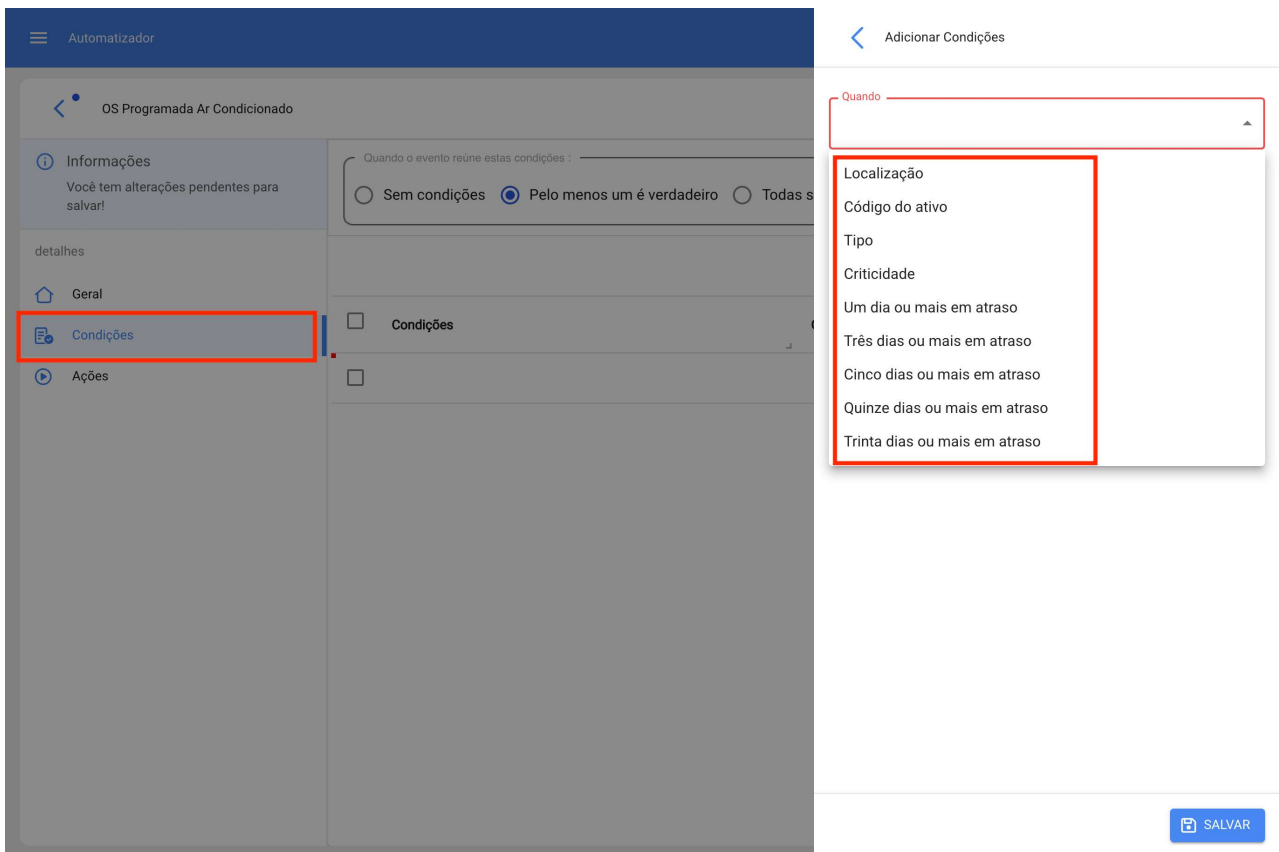 Automatizador
OS Programada Ar Condicionado
Informações
Você tem alterações pendentes para
salvar!
detalhes
Geral
Condições
Ações
Quando o evento reúne estas condições :
Sem condições
Pelo menos um é verdadeiro
Todas s
Condições
Adicionar Condições
Quando
Localização
Código do ativo
Tipo
Criticidade
Um dia ou mais em atraso
Três dias ou mais em atraso
Cinco dias ou mais em atraso
Quinze dias ou mais em atraso
Trinta dias ou mais em atraso
SALVAR